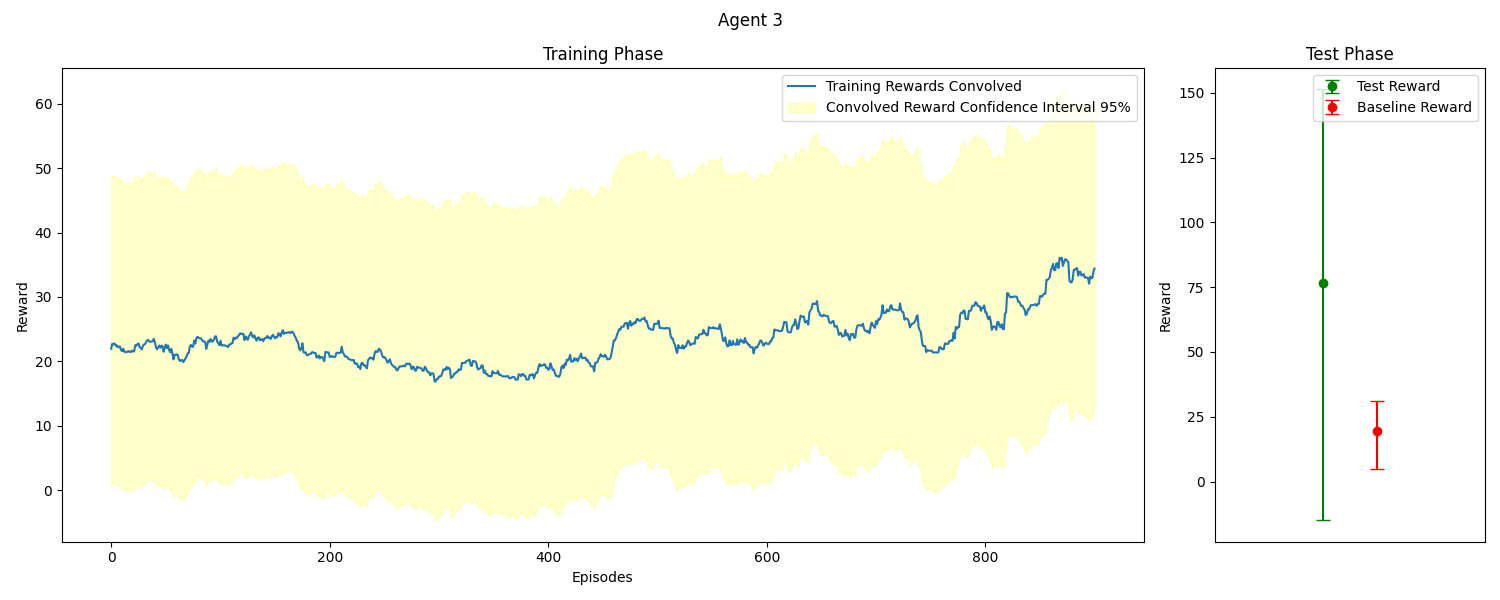 Agent 3
Training Phase
Training Rewards Convolved
Convolved Reward Confidence Interval 95%
Reward
60
50
40
30
20
10
0
0 200 400 600 800
Episodes
Test Phase
Test Reward
Baseline Reward
Reward
150
125
100
75
50
25
0